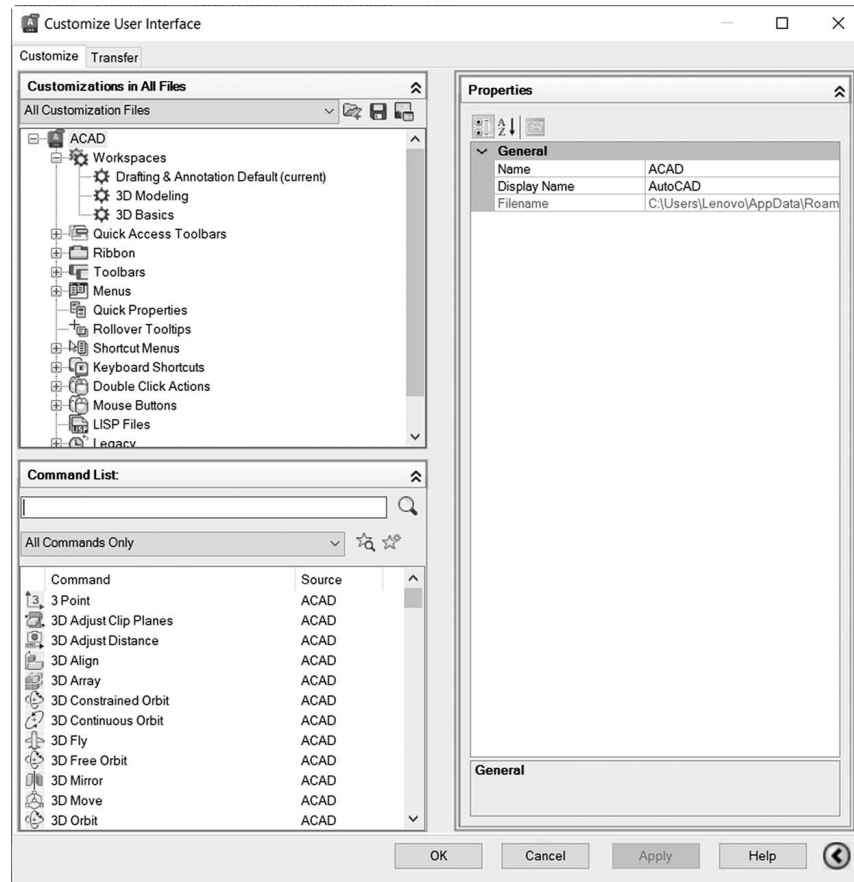 Customize User Interface
Customize Transfer
Customizations in All Files
All Customization Files
ACAD
Workspaces
Drafting & Annotation Default (current)
3D Modeling
3D Basics
Quick Access Toolbars
Ribbon
Toolbars
Menus
Quick Properties
Rollover Tooltips
Shortcut Menus
Keyboard Shortcuts
Double Click Actions
Mouse Buttons
LISP Files
Legacy
Command List:
All Commands Only
Command Source
3 Point ACAD
3D Adjust Clip Planes ACAD
3D Adjust Distance ACAD
3D Align ACAD
3D Array ACAD
3D Constrained Orbit ACAD
3D Continuous Orbit ACAD
3D Fly ACAD
3D Free Orbit ACAD
3D Mirror ACAD
3D Move ACAD
3D Orbit ACAD
Properties
General
Name ACAD
Display Name AutoCAD
Filename C:\Users\Lenovo\AppData\Roam
General
OK Cancel Apply Help